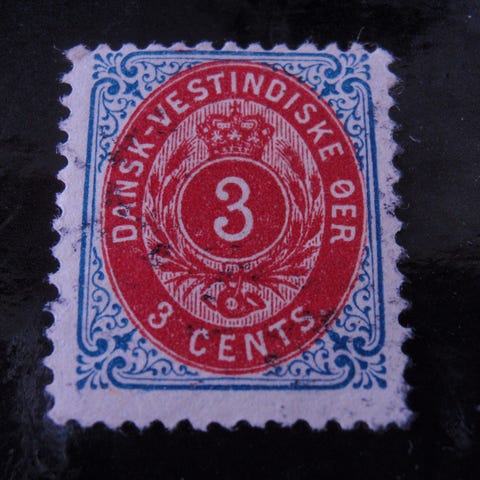 DANSK-VESTINDISKE ØER
3
3 CENTS